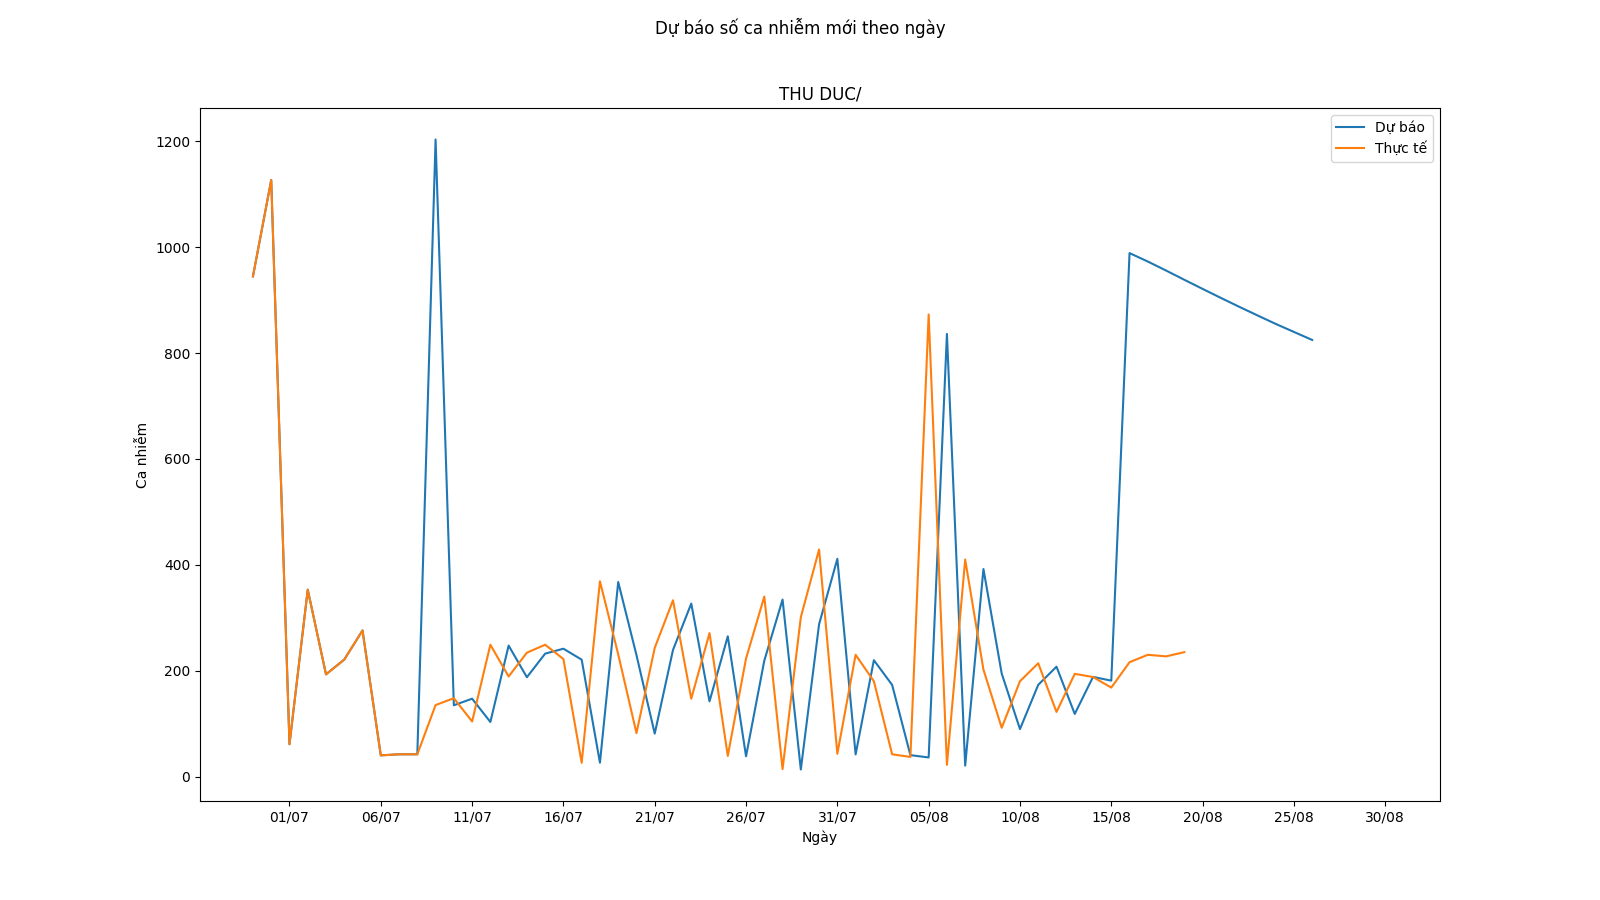 Dự báo số ca nhiễm mới theo ngày
THU DUC/
Dự báo
Thực tế
1200
1000
800
600
400
200
0
Ca nhiễm
01/07 06/07 11/07 16/07 21/07 26/07 31/07 05/08 10/08 15/08 20/08 25/08 30/08
Ngày